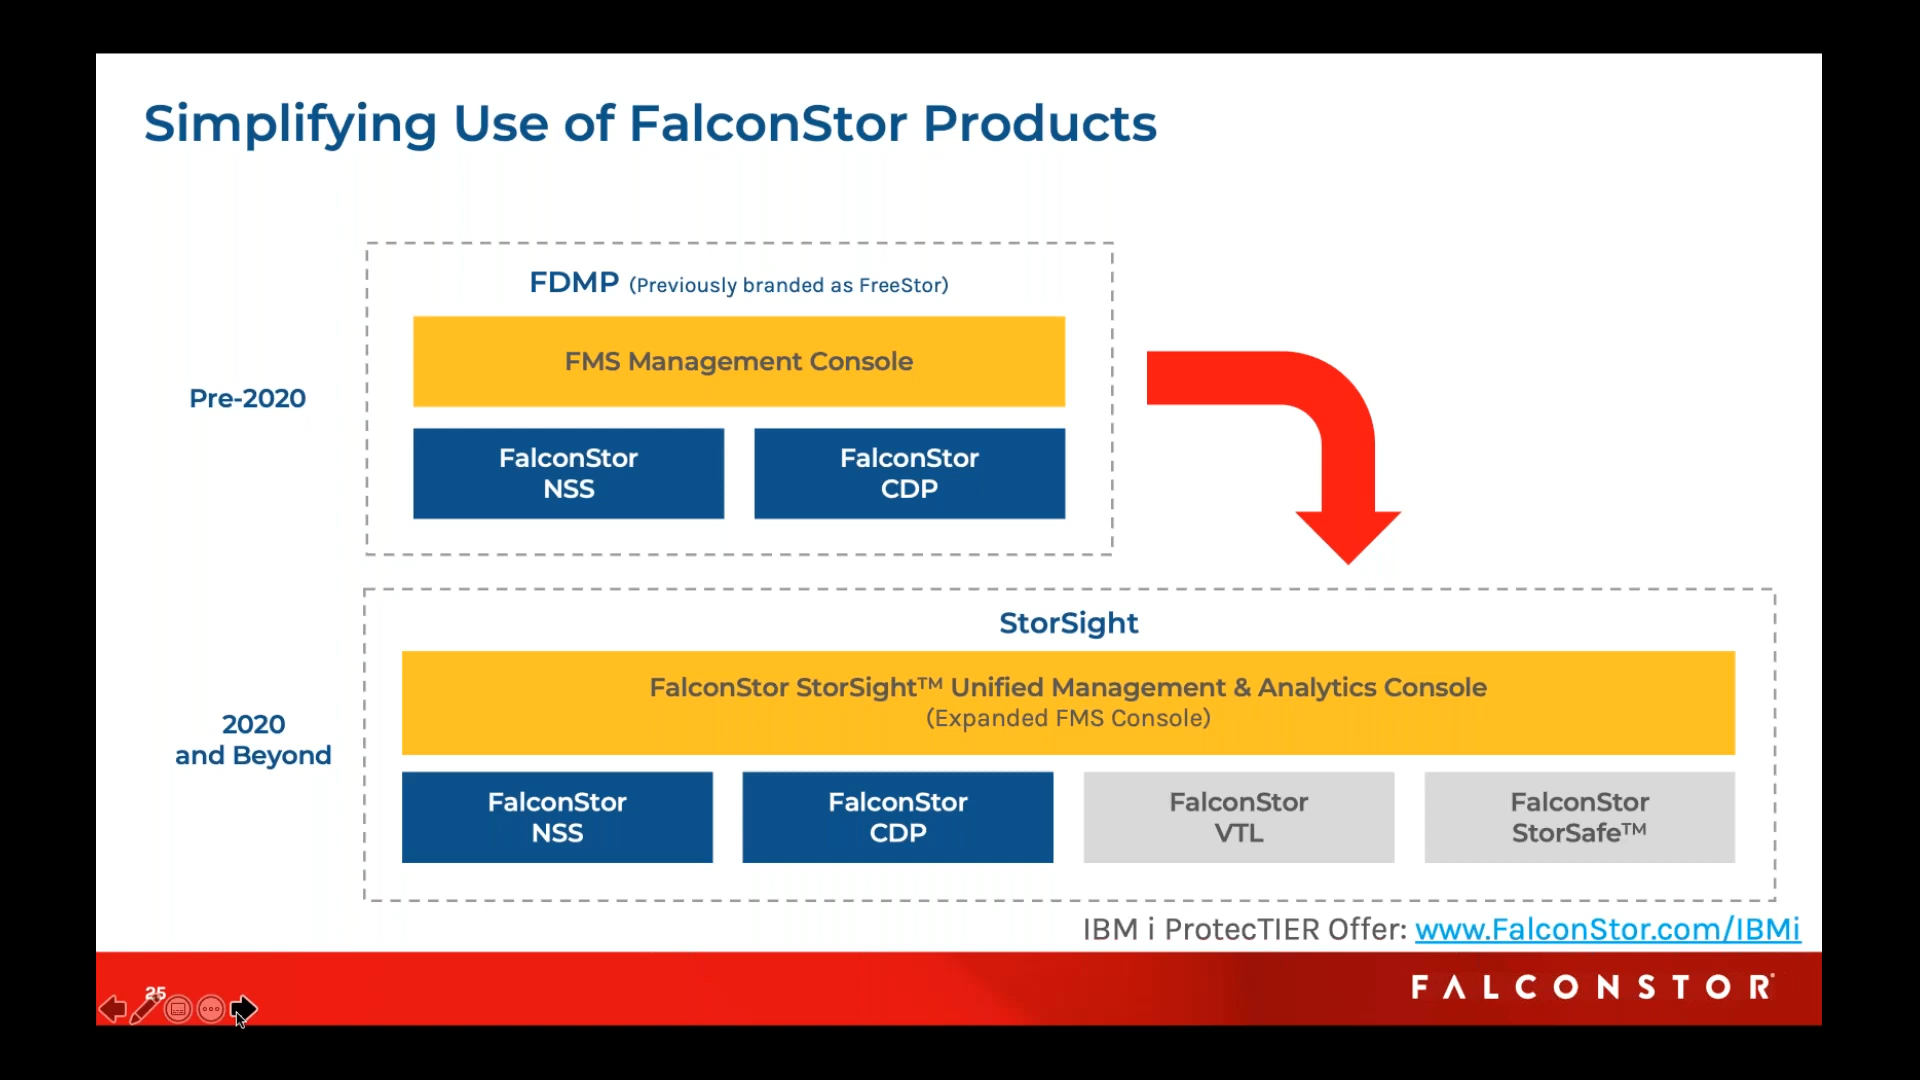 Simplifying Use of FalconStor Products
FDMP (Previously branded as FreeStor)
FMS Management Console
Pre-2020
FalconStor
NSS
FalconStor
CDP
StorSight
FalconStor StorSight™ Unified Management & Analytics Console
(Expanded FMS Console)
2020
and Beyond
FalconStor
NSS
FalconStor
CDP
FalconStor
VTL
FalconStor
StorSafe™
IBM i ProtecTIER Offer: www.FalconStor.com/IBMi
25
FALCONSTOR